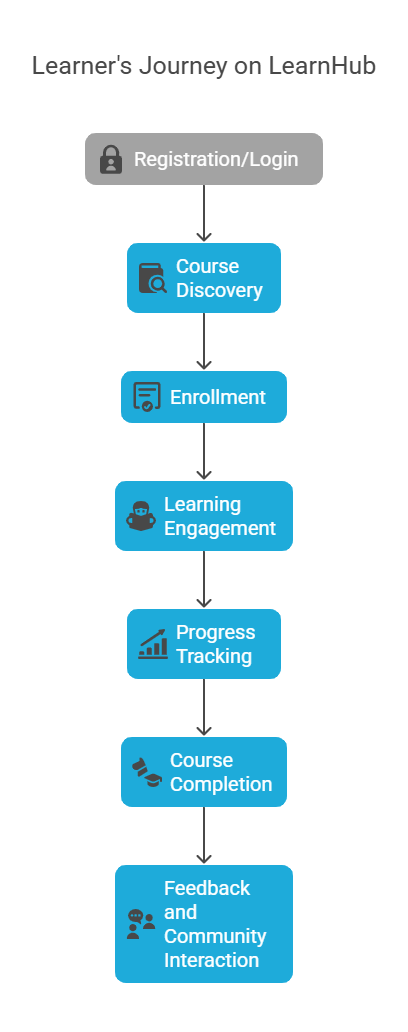 Learner's Journey on LearnHub
Registration/Login
Course
Discovery
Enrollment
Learning
Engagement
Progress
Tracking
Course
Completion
Feedback
and
Community
Interaction